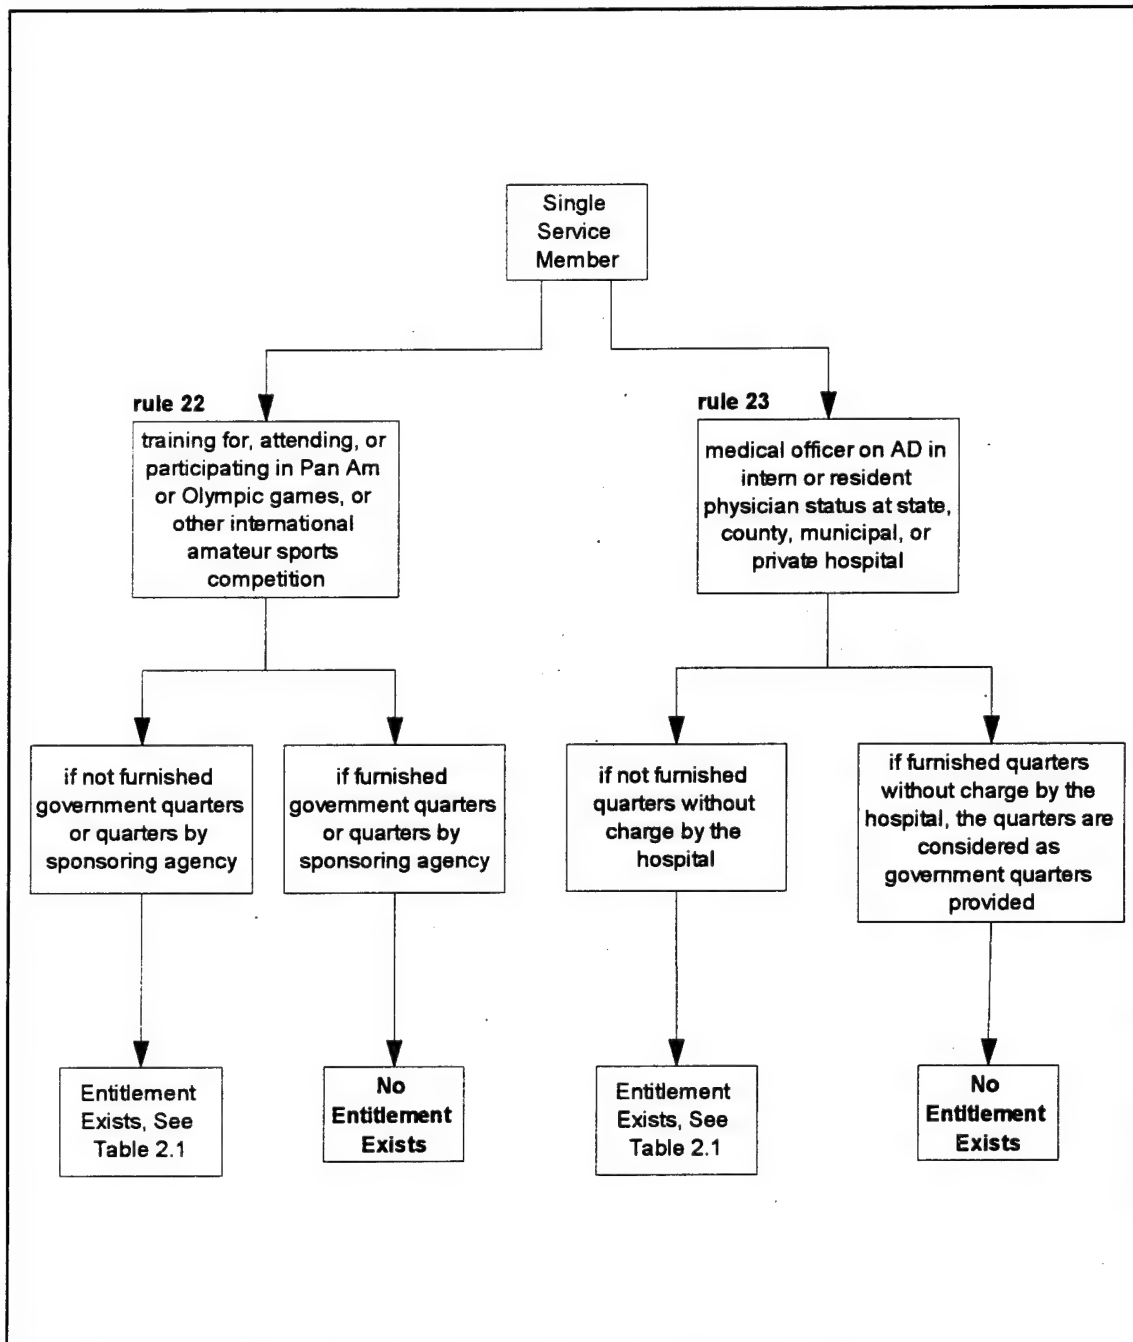 Single
Service
Member
rule 22
training for, attending, or
participating in Pan Am
or Olympic games, or
other international
amateur sports
competition
rule 23
medical officer on AD in
intern or resident
physician status at state,
county, municipal, or
private hospital
if not furnished
government quarters
or quarters by
sponsoring agency
if furnished
government quarters
or quarters by
sponsoring agency
if not furnished
quarters without
charge by the
hospital
if furnished quarters
without charge by the
hospital, the quarters are
considered as
government quarters
provided
Entitlement
Exists, See
Table 2.1
No
Entitlement
Exists
Entitlement
Exists, See
Table 2.1
No
Entitlement
Exists